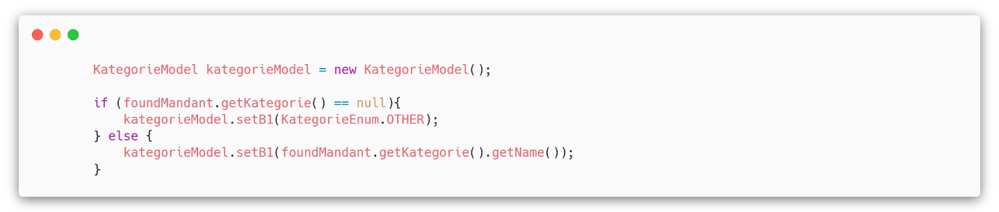 KategorieModel kategorieModel = new KategorieModel();
if (foundMandant.getKategorie() == null){
kategorieModel.setB1(KategorieEnum.OTHER);
} else {
kategorieModel.setB1(foundMandant.getKategorie().getName());
}